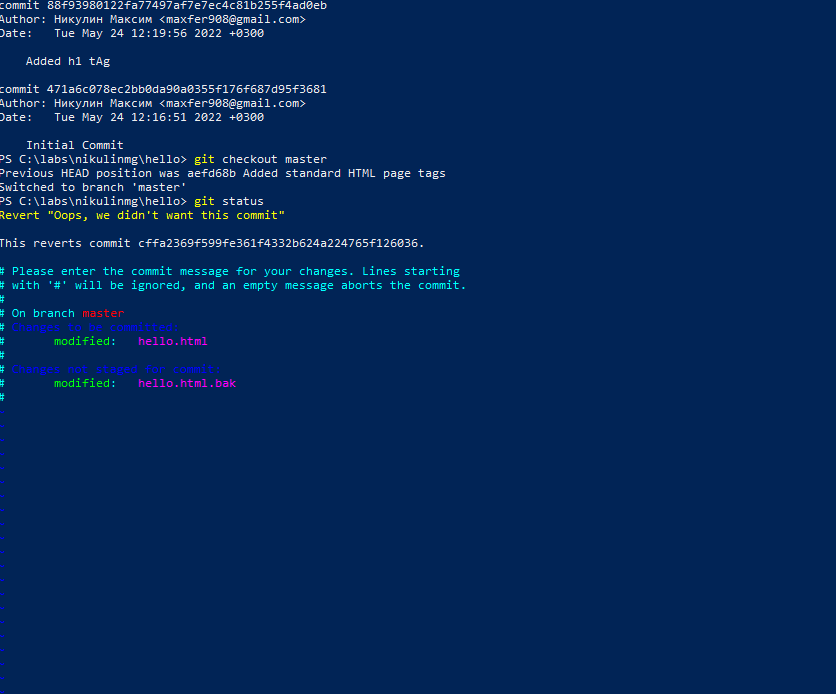 commit 88f93980122fa77497af7e7ec4c81b255f4ad0eb
Author: Никулин Максим <maxfer908@gmail.com>
Date:   Tue May 24 12:19:56 2022 +0300
Added h1 tAg
commit 471a6c078ec2bb0da90a0355f176f687d95f3681
Author: Никулин Максим <maxfer908@gmail.com>
Date:   Tue May 24 12:16:51 2022 +0300
Initial Commit
PS C:\labs\nikulinmg\hello> git checkout master
Previous HEAD position was aefd68b Added standard HTML page tags
Switched to branch 'master'
PS C:\labs\nikulinmg\hello> git status
Revert "Oops, we didn't want this commit"
This reverts commit cffa2369f599fe361f4332b624a224765f126036.
# Please enter the commit message for your changes. Lines starting
# with '#' will be ignored, and an empty message aborts the commit.
#
# On branch master
# Changes to be committed:
#       modified:   hello.html
#
# Changes not staged for commit:
#       modified:   hello.html.bak
#